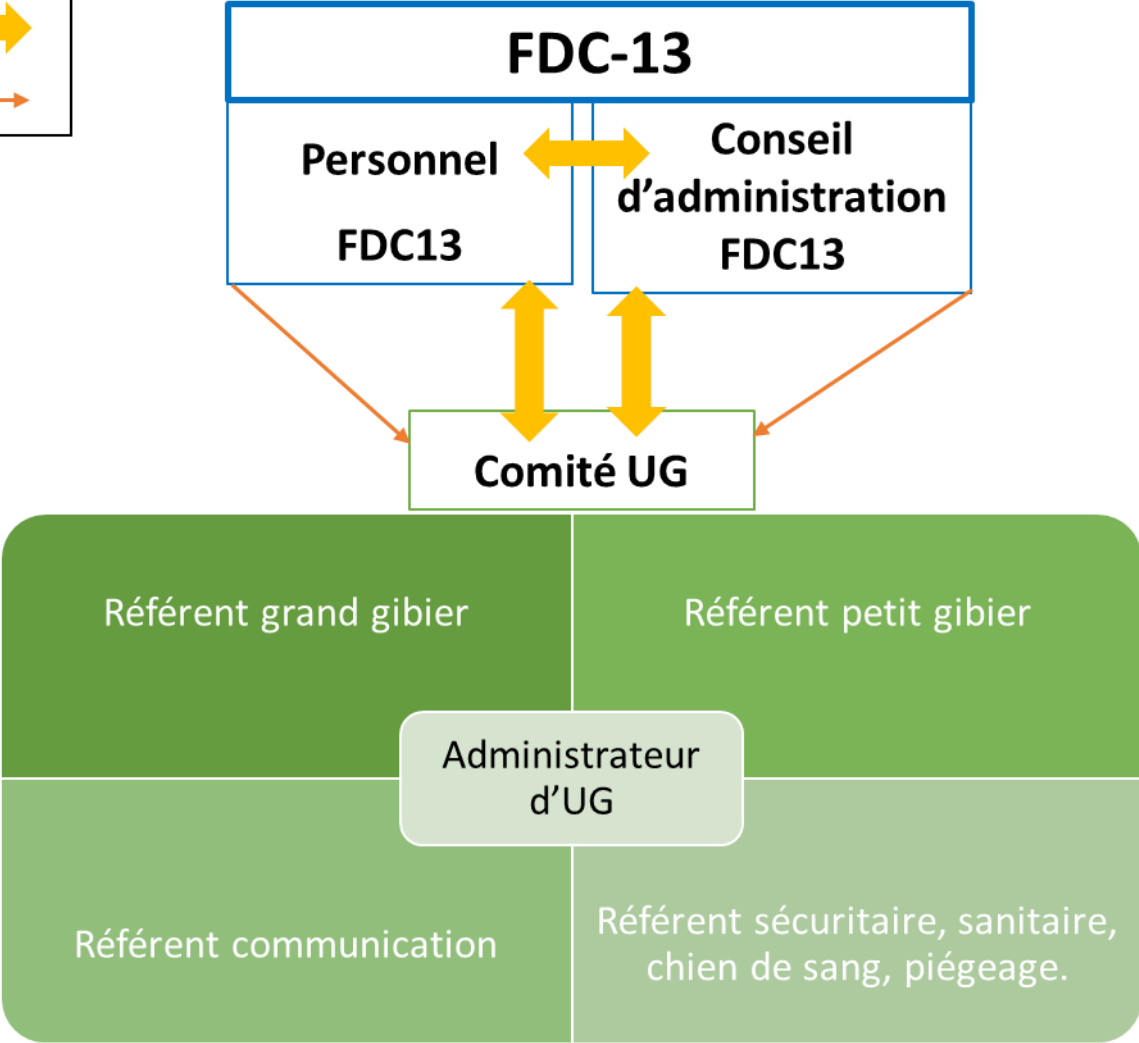 FDC-13
Personnel
FDC13
Conseil
d’administration
FDC13
Comité UG
Référent grand gibier
Référent petit gibier
Administrateur
d’UG
Référent communication
Référent sécuritaire, sanitaire,
chien de sang, piégeage.